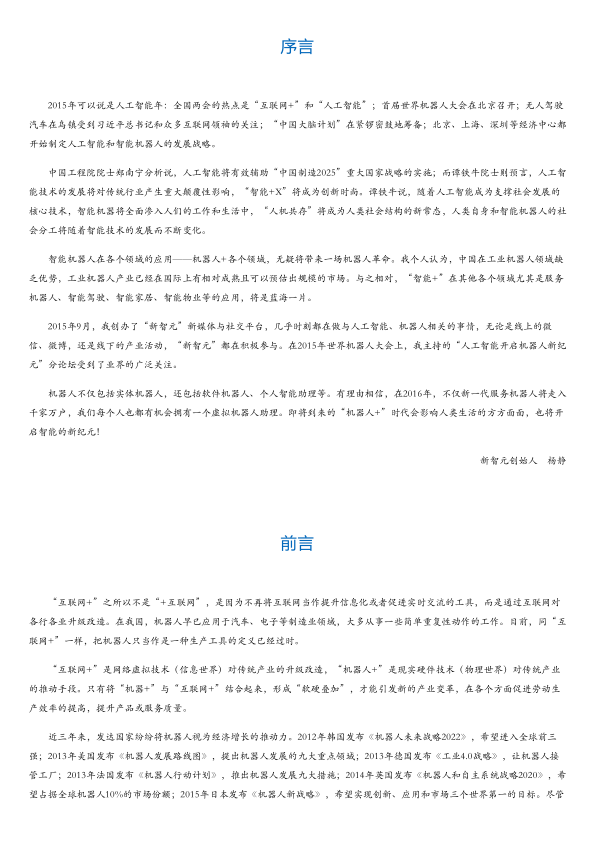 序言
2015年可以说是人工智能年：全国两会的热点是“互联网+”和“人工智能”；首届世界机器人大会在北京召开；无人驾驶
汽车在乌镇受到习近平总书记和众多互联网领袖的关注；“中国大脑计划”在紧锣密鼓地筹备；北京、上海、深圳等经济中心都
开始制定人工智能和智能机器人的发展战略。
中国工程院院士郑南宁分析说，人工智能将有效辅助“中国制造2025”重大国家战略的实施；而谭铁牛院士则预言，人工智
能技术的发展将对传统行业产生重大颠覆性影响，“智能+X”将成为创新时尚。谭铁牛说，随着人工智能成为支撑社会发展的
核心技术，智能机器将全面渗入人们的工作和生活中，“人机共存”将成为人类社会结构的新常态，人类自身和智能机器人的社
会分工将随着智能技术的发展而不断变化。
智能机器人在各个领域的应用——机器人+各个领域，无疑将带来一场机器人革命。我个人认为，中国在工业机器人领域缺
乏优势，工业机器人产业已经在国际上有相对成熟且可以预估出规模的市场。与之相对，“智能+”在其他各个领域尤其是服务
机器人、智能驾驶、智能家居、智能物业等的应用，将是蓝海一片。
2015年9月，我创办了“新智元”新媒体与社交平台，几乎时刻都在做与人工智能、机器人相关的事情，无论是线上的微
信、微博，还是线下的产业活动，“新智元”都在积极参与。在2015年世界机器人大会上，我主持的“人工智能开启机器人新纪
元”分论坛受到了业界的广泛关注。
机器人不仅包括实体机器人，还包括软件机器人、个人智能助理等。有理由相信，在2016年，不仅新一代服务机器人将走入
千家万户，我们每个人也都有机会拥有一个虚拟机器人助理。即将到来的“机器人+”时代会影响人类生活的方方面面，也将开
启智能的新纪元！
新智元创始人　杨静
前言
“互联网+”之所以不是“+互联网”，是因为不再将互联网当作提升信息化或者促进实时交流的工具，而是通过互联网对
各行各业升级改造。在我国，机器人早已应用于汽车、电子等制造业领域，大多从事一些简单重复性动作的工作。目前，同“互
联网+”一样，把机器人只当作是一种生产工具的定义已经过时。
“互联网+”是网络虚拟技术（信息世界）对传统产业的升级改造，“机器人+”是现实硬件技术（物理世界）对传统产业
的推动手段。只有将“机器+”与“互联网+”结合起来，形成“软硬叠加”，才能引发新的产业变革，在各个方面促进劳动生
产效率的提高，提升产品或服务质量。
近三年来，发达国家纷纷将机器人视为经济增长的推动力。2012年韩国发布《机器人未来战略2022》，希望进入全球前三
强；2013年美国发布《机器人发展路线图》，提出机器人发展的九大重点领域；2013年德国发布《工业4.0战略》，让机器人接
管工厂；2013年法国发布《机器人行动计划》，推出机器人发展九大措施；2014年英国发布《机器人和自主系统战略2020》，希
望占据全球机器人10%的市场份额；2015年日本发布《机器人新战略》，希望实现创新、应用和市场三个世界第一的目标。尽管